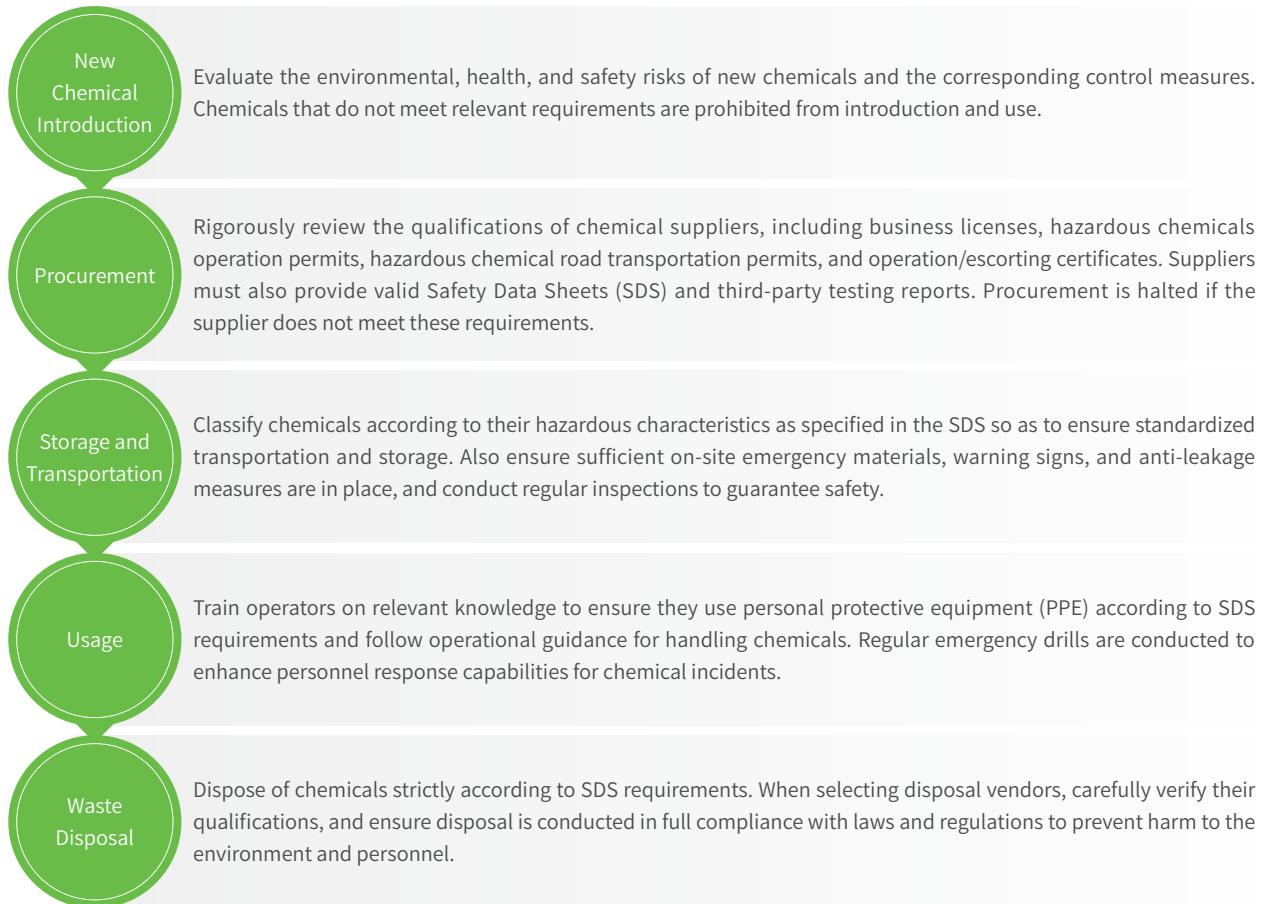 New
Chemical
Introduction
Evaluate the environmental, health, and safety risks of new chemicals and the corresponding control measures.
Chemicals that do not meet relevant requirements are prohibited from introduction and use.
Procurement
Rigorously review the qualifications of chemical suppliers, including business licenses, hazardous chemicals
operation permits, hazardous chemical road transportation permits, and operation/escorting certificates. Suppliers
must also provide valid Safety Data Sheets (SDS) and third-party testing reports. Procurement is halted if the
supplier does not meet these requirements.
Storage and
Transportation
Classify chemicals according to their hazardous characteristics as specified in the SDS so as to ensure standardized
transportation and storage. Also ensure sufficient on-site emergency materials, warning signs, and anti-leakage
measures are in place, and conduct regular inspections to guarantee safety.
Usage
Train operators on relevant knowledge to ensure they use personal protective equipment (PPE) according to SDS
requirements and follow operational guidance for handling chemicals. Regular emergency drills are conducted to
enhance personnel response capabilities for chemical incidents.
Waste
Disposal
Dispose of chemicals strictly according to SDS requirements. When selecting disposal vendors, carefully verify their
qualifications, and ensure disposal is conducted in full compliance with laws and regulations to prevent harm to the
environment and personnel.